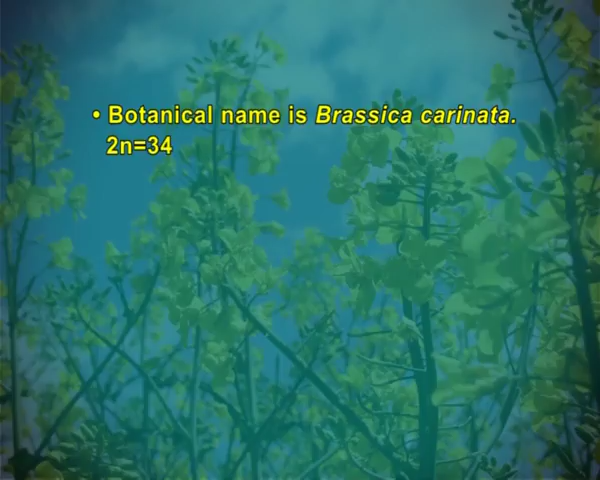 • Botanical name is Brassica carinata.
2n=34